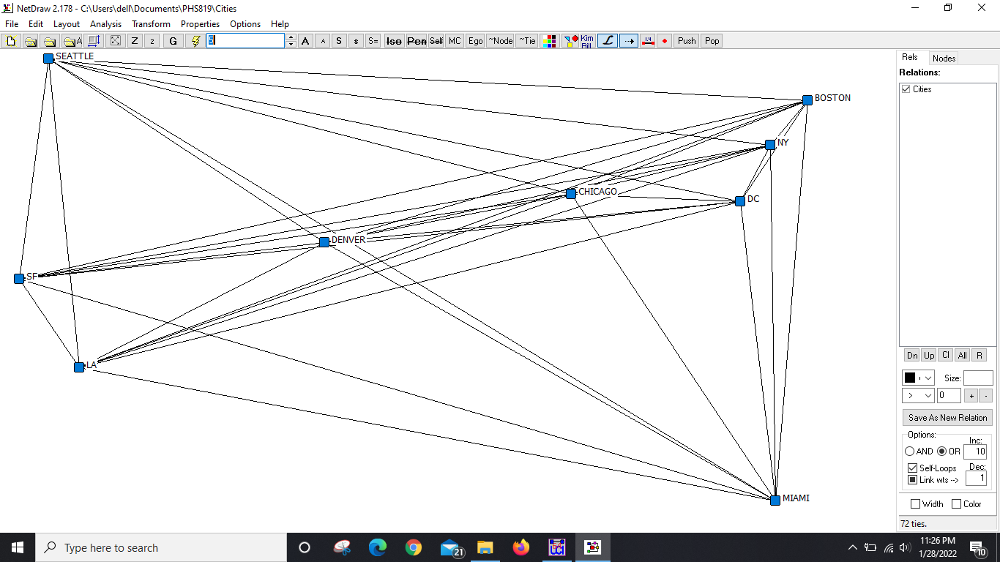 NetDraw 2.178 - C:\Users\dell\Documents\PHS819\Cities
File Edit Layout Analysis Transform Properties Options Help
A Z z G 5 A A S s S= Iso Pen Self MC Ego ~Node ~Tie Kim Bill Push Pop
SEATTLE
BOSTON
NY
CHICAGO
DC
DENVER
SF
LA
MIAMI
Rels Nodes
Relations:
Cities
Dn Up Cl All R
Size:
> 0 + -
Save As New Relation
Options:
Inc:
AND OR 10
Self-Loops Dec:
Link wts --> 1
Width Color
72 ties.
Type here to search
21
UCI
11:26 PM
1/28/2022
10